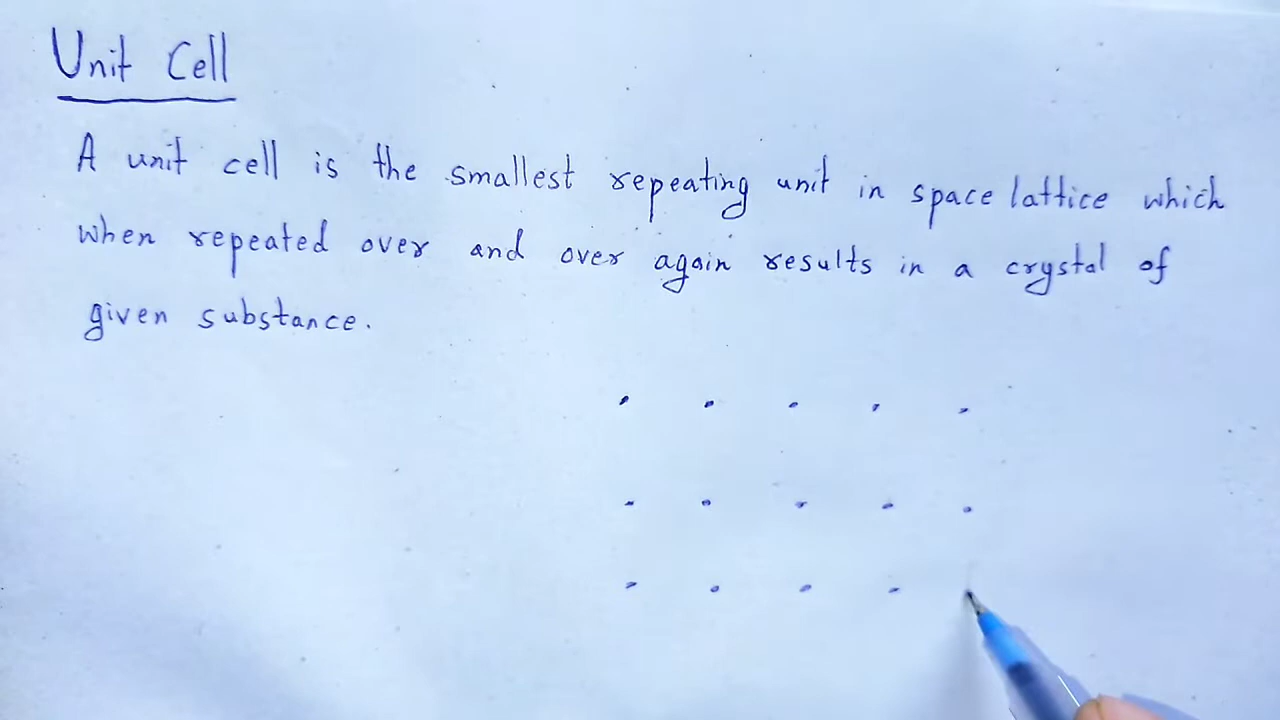 Unit Cell
A unit cell is the smallest repeating unit in space lattice which
when repeated over and over again results in a crystal of
given substance.